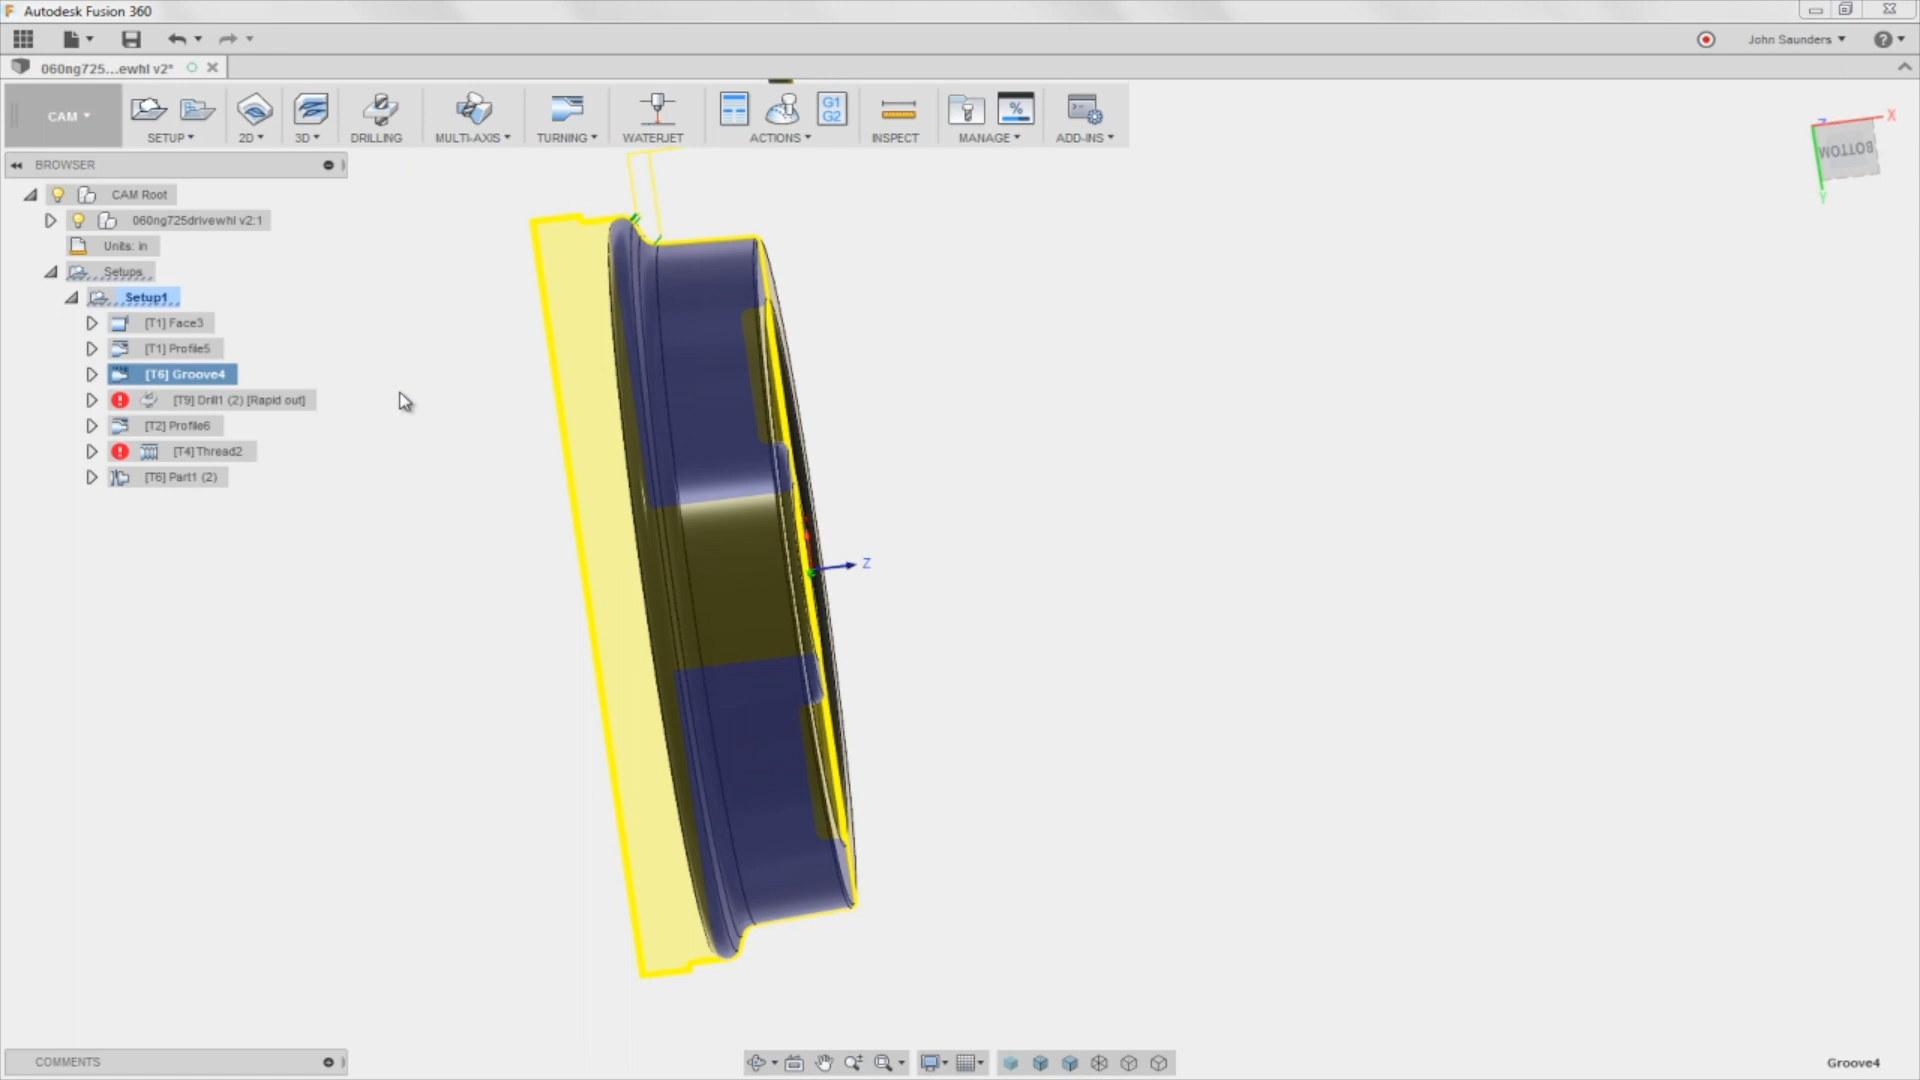 Autodesk Fusion 360
John Saunders
?
060ng725...ewhl v2*
CAM
G1
G2
%
SETUP
2D
3D
DRILLING
MULTI-AXIS
TURNING
WATERJET
ACTIONS
INSPECT
MANAGE
ADD-INS
X
BOTTOM
Y
BROWSER
CAM Root
060ng725drivewhl v2:1
Units: in
Setups
Setup1
[T1] Face3
[T1] Profile5
[T6] Groove4
[T9] Drill1 (2) [Rapid out]
[T2] Profile6
[T4] Thread2
[T6] Part1 (2)
Z
COMMENTS
Groove4